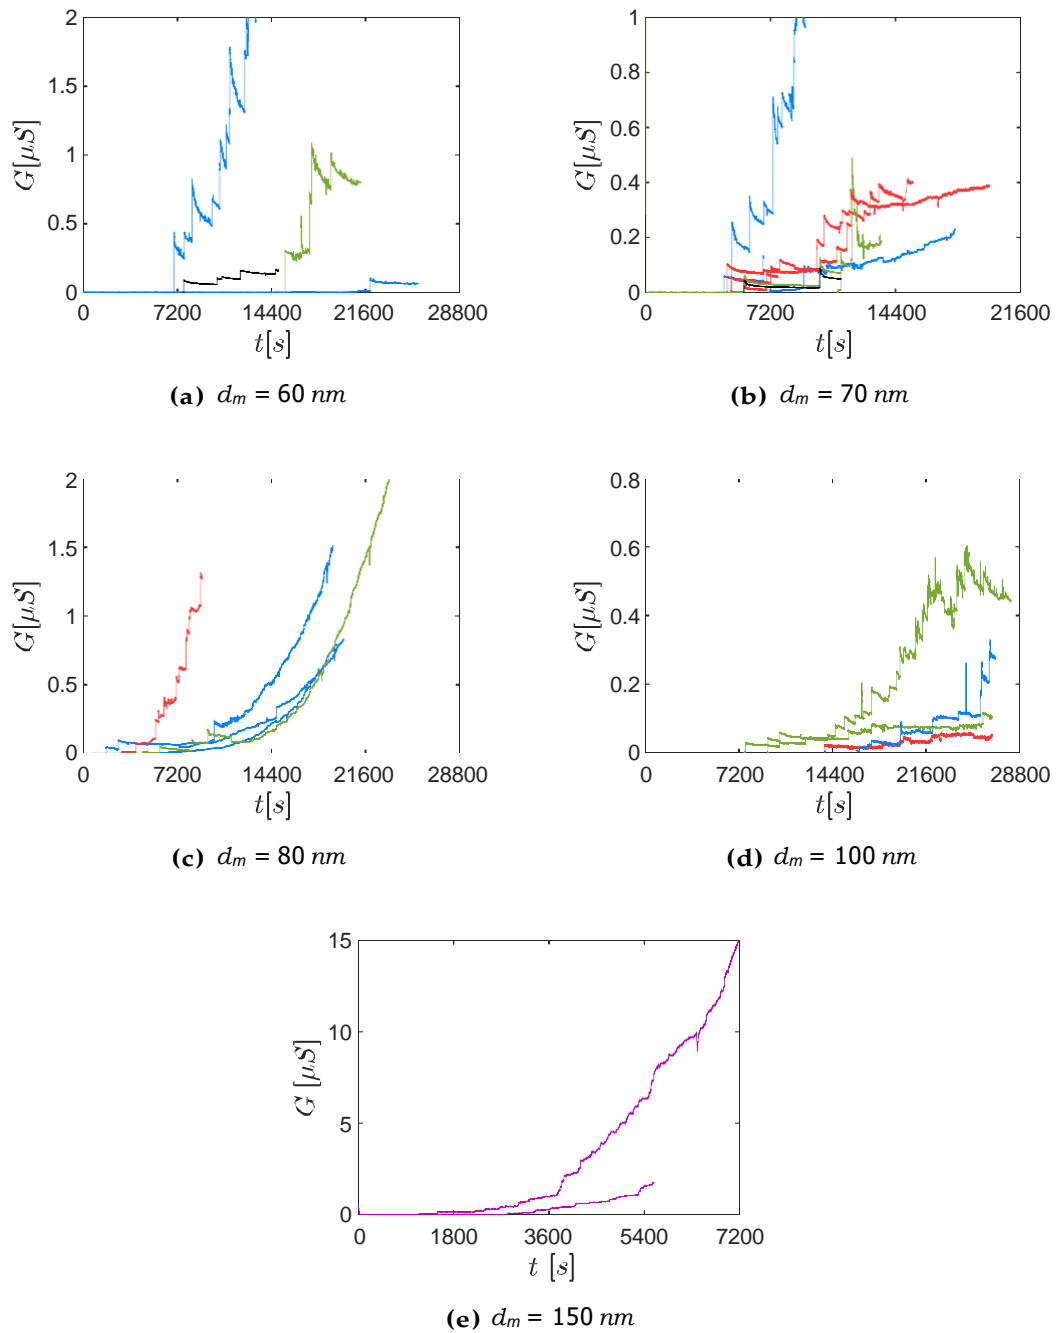 2
1.5
1
0.5
0
G[μS]
0 7200 14400 21600 28800
t[s]
(a) dm = 60 nm
1
0.8
0.6
0.4
0.2
0
G[μS]
0 7200 14400 21600
t[s]
(b) dm = 70 nm
2
1.5
1
0.5
0
G[μS]
0 7200 14400 21600 28800
t[s]
(c) dm = 80 nm
0.8
0.6
0.4
0.2
0
G[μS]
0 7200 14400 21600 28800
t[s]
(d) dm = 100 nm
15
10
5
0
G [μS]
0 1800 3600 5400 7200
t [s]
(e) dm = 150 nm